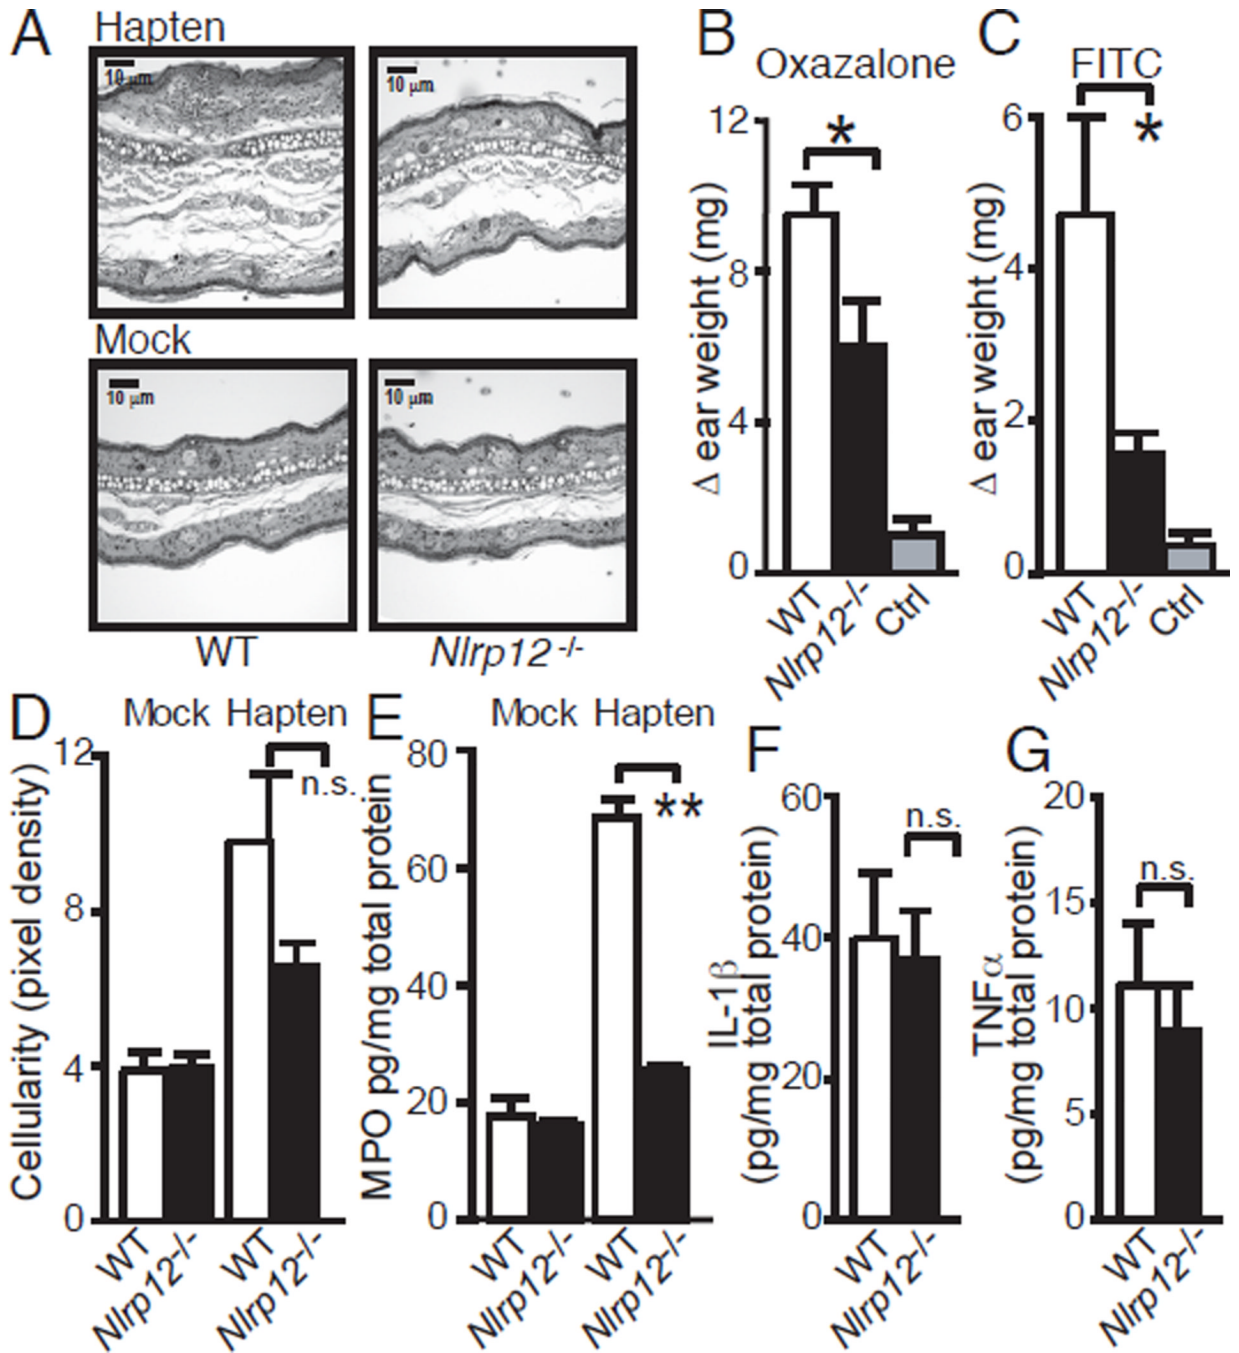 A
Hapten
10 µm
10 µm
Mock
10 µm
10 µm
WT
Nlrp12 -/-
B
Oxazalone
Δ ear weight (mg)
12
8
4
0
*
WT
Nlrp12-/-
Ctrl
C
FITC
Δ ear weight (mg)
6
4
2
0
*
WT
Nlrp12-/-
Ctrl
D
Mock Hapten
Cellularity (pixel density)
12
8
4
0
n.s.
WT
Nlrp12-/-
WT
Nlrp12-/-
E
Mock Hapten
MPO pg/mg total protein
80
60
40
20
0
**
WT
Nlrp12-/-
WT
Nlrp12-/-
F
IL-1β
(pg/mg total protein)
60
40
20
0
n.s.
WT
Nlrp12-/-
G
TNFα
(pg/mg total protein)
20
15
10
5
0
n.s.
WT
Nlrp12-/-